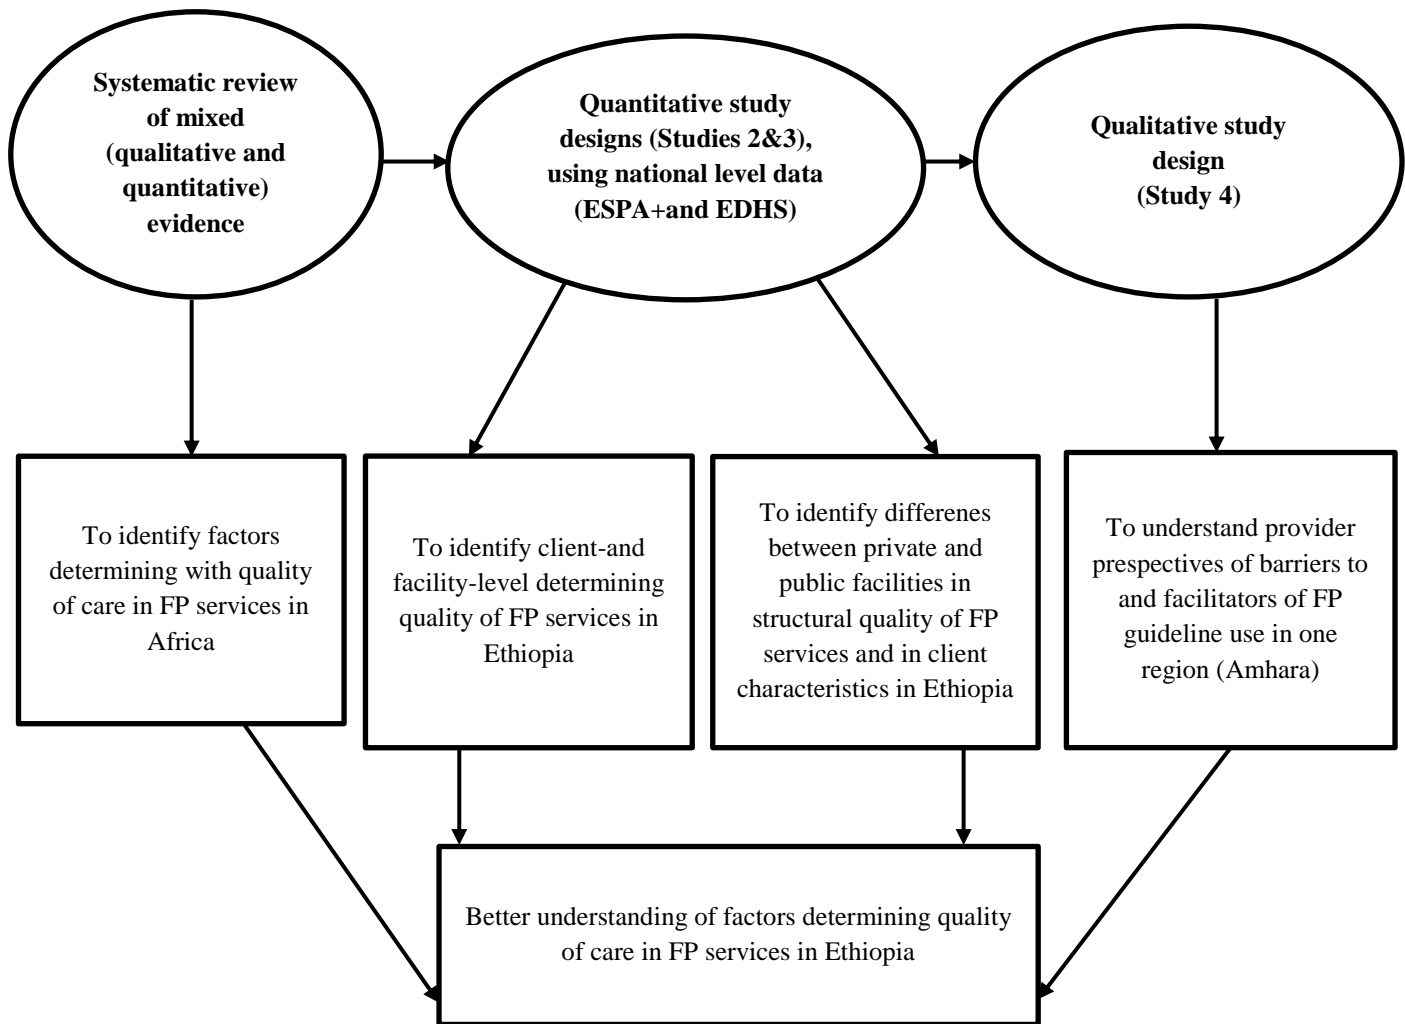 Systematic review
of mixed
(qualitative and
quantitative)
evidence
Quantitative study
designs (Studies 2&3),
using national level data
(ESPA+and EDHS)
Qualitative study
design
(Study 4)
To identify factors
determining with quality
of care in FP services in
Africa
To identify client-and
facility-level determining
quality of FP services in
Ethiopia
To identify differenes
between private and
public facilities in
structural quality of FP
services and in client
characteristics in Ethiopia
To understand provider
prespectives of barriers to
and facilitators of FP
guideline use in one
region (Amhara)
Better understanding of factors determining quality
of care in FP services in Ethiopia